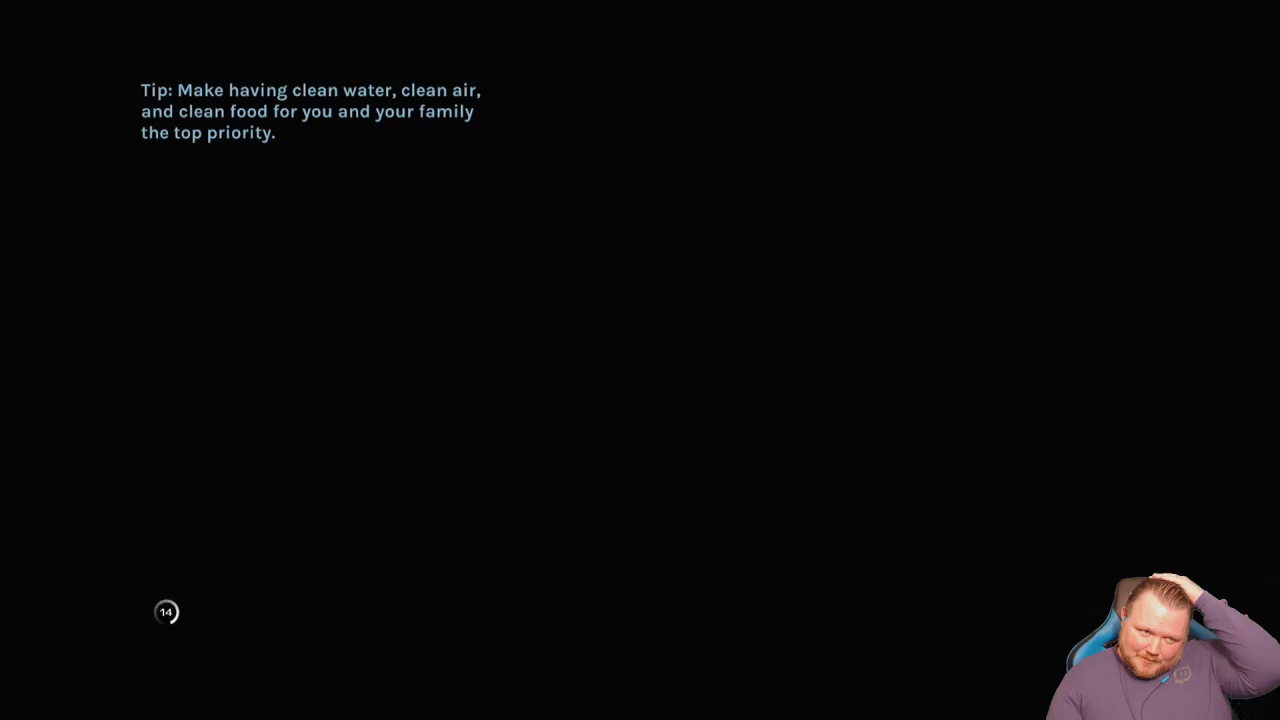 Tip: Make having clean water, clean air,
and clean food for you and your family
the top priority.
14